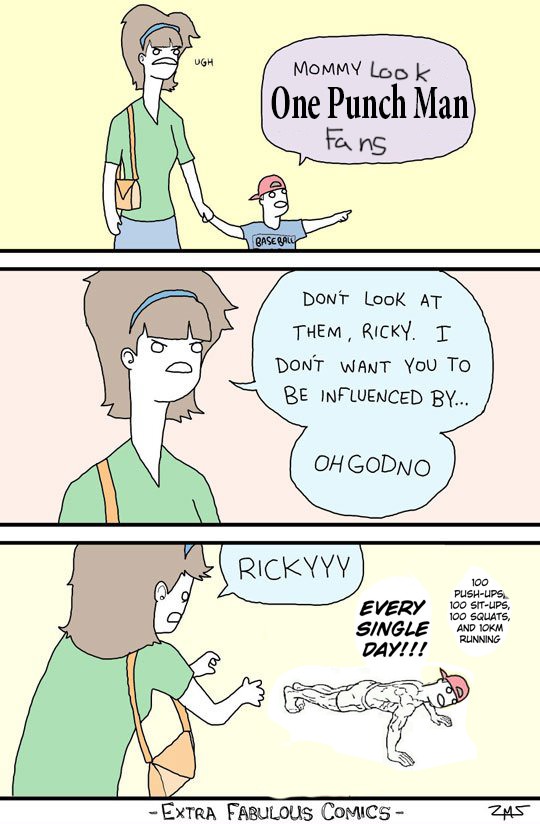 UGH
MOMMY Look
One Punch Man
Fans
BASEBALL
DON'T LOOK AT
THEM, RICKY. I
DON'T WANT YOU TO
BE INFLUENCED BY...
OHGODNO
RICKYYY
EVERY
SINGLE
DAY!!!
100
PUSH-UPS,
100 SIT-UPS,
100 SQUATS,
AND 10KM
RUNNING
- EXTRA FABULOUS COMICS -
ZMS